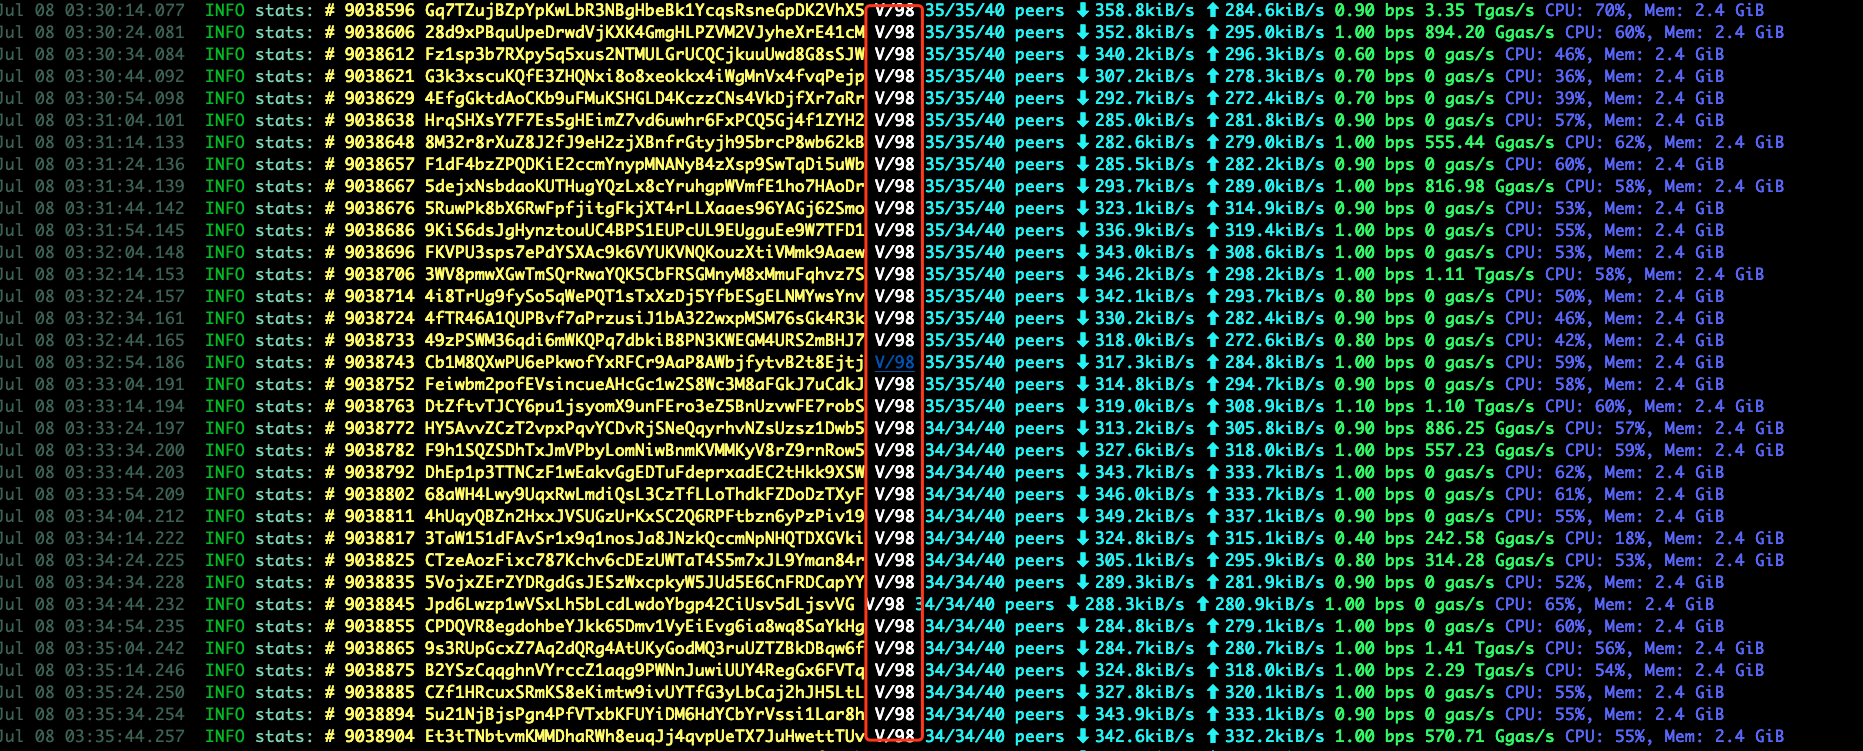 Jul 08 03:30:14.077 INFO stats: # 9038596 Gq7TZujBZpYpKwLbR3NBgHbeBk1YcqsRsneGpDK2VhX5 V/98 35/35/40 peers ⬇ 358.8kiB/s ⬆ 284.6kiB/s 0.90 bps 3.35 Tgas/s CPU: 70%, Mem: 2.4 GiB
Jul 08 03:30:24.081 INFO stats: # 9038606 28d9xPBquUpeDrwdVjKXK4GmgHLPZVM2VJyheXrE41cM V/98 35/35/40 peers ⬇ 352.8kiB/s ⬆ 295.0kiB/s 1.00 bps 894.20 Ggas/s CPU: 60%, Mem: 2.4 GiB
Jul 08 03:30:34.084 INFO stats: # 9038612 Fz1sp3b7RXpy5q5xus2NTMULGrUCQCjkuuUwd8G8sSJW V/98 35/35/40 peers ⬇ 340.2kiB/s ⬆ 296.3kiB/s 0.60 bps 0 gas/s CPU: 46%, Mem: 2.4 GiB
Jul 08 03:30:44.092 INFO stats: # 9038621 G3k3xscuKQfE3ZHQNxi8o8xeokkx4iWgMnVx4fvqPejp V/98 35/35/40 peers ⬇ 307.2kiB/s ⬆ 278.3kiB/s 0.70 bps 0 gas/s CPU: 36%, Mem: 2.4 GiB
Jul 08 03:30:54.098 INFO stats: # 9038629 4EfgGktdAoCKb9uFMuKSHGLD4KczzCNs4VkDjfXr7aRr V/98 35/35/40 peers ⬇ 292.7kiB/s ⬆ 272.4kiB/s 0.70 bps 0 gas/s CPU: 39%, Mem: 2.4 GiB
Jul 08 03:31:04.101 INFO stats: # 9038638 HrqSHXsY7F7Es5gHEimZ7vd6uwhr6FxPCQ5Gj4f1ZYH2 V/98 35/35/40 peers ⬇ 285.0kiB/s ⬆ 281.8kiB/s 0.90 bps 0 gas/s CPU: 57%, Mem: 2.4 GiB
Jul 08 03:31:14.133 INFO stats: # 9038648 8M32r8rXuZ8J2fJ9eH2zjXBnfrGtyjh95brcP8wb62kB V/98 35/35/40 peers ⬇ 282.6kiB/s ⬆ 279.0kiB/s 1.00 bps 555.44 Ggas/s CPU: 62%, Mem: 2.4 GiB
Jul 08 03:31:24.136 INFO stats: # 9038657 F1dF4bzZPQDKiE2ccmYnypMNANyB4zXsp9SwTqDi5uWb V/98 35/35/40 peers ⬇ 285.5kiB/s ⬆ 282.2kiB/s 0.90 bps 0 gas/s CPU: 60%, Mem: 2.4 GiB
Jul 08 03:31:34.139 INFO stats: # 9038667 5dejxNsbdaoKUTHugYQzLx8cYruhgpWVmfE1ho7HAoDr V/98 35/35/40 peers ⬇ 293.7kiB/s ⬆ 289.0kiB/s 1.00 bps 816.98 Ggas/s CPU: 58%, Mem: 2.4 GiB
Jul 08 03:31:44.142 INFO stats: # 9038676 5RuwPk8bX6RwFpfjitgFkjXT4rLLXaaes96YAGj62Smo V/98 35/35/40 peers ⬇ 323.1kiB/s ⬆ 314.9kiB/s 0.90 bps 0 gas/s CPU: 53%, Mem: 2.4 GiB
Jul 08 03:31:54.145 INFO stats: # 9038686 9KiS6dsJgHynztouUC4BPS1EUPcUL9EUgguEe9W7TFD1 V/98 35/35/40 peers ⬇ 336.9kiB/s ⬆ 319.4kiB/s 1.00 bps 0 gas/s CPU: 55%, Mem: 2.4 GiB
Jul 08 03:32:04.148 INFO stats: # 9038696 FKVPU3sps7ePdYSXAc9k6VYUKVNQKouzXtiVMmk9Aaew V/98 35/35/40 peers ⬇ 343.0kiB/s ⬆ 308.6kiB/s 1.00 bps 0 gas/s CPU: 53%, Mem: 2.4 GiB
Jul 08 03:32:14.153 INFO stats: # 9038706 3WV8pmwXGwTmSQrRwaYQK5CbFRSGMnyM8xMmuFqhvz7S V/98 35/35/40 peers ⬇ 346.2kiB/s ⬆ 298.2kiB/s 1.00 bps 1.11 Tgas/s CPU: 58%, Mem: 2.4 GiB
Jul 08 03:32:24.157 INFO stats: # 9038714 4i8TrUg9fySo5qWePQT1sTxXzDj5YfbESgELNMYwsYnv V/98 35/35/40 peers ⬇ 342.1kiB/s ⬆ 293.7kiB/s 0.80 bps 0 gas/s CPU: 50%, Mem: 2.4 GiB
Jul 08 03:32:34.161 INFO stats: # 9038724 4fTR46A1QUPBvf7aPrzusiJ1bA322wxpMSM76sGk4R3k V/98 35/35/40 peers ⬇ 330.2kiB/s ⬆ 282.4kiB/s 0.90 bps 0 gas/s CPU: 46%, Mem: 2.4 GiB
Jul 08 03:32:44.165 INFO stats: # 9038733 49zPSWM36qdi6mWKQPq7dbkiB8PN3KWEGM4URS2mBHJ7 V/98 35/35/40 peers ⬇ 318.0kiB/s ⬆ 272.6kiB/s 0.80 bps 0 gas/s CPU: 42%, Mem: 2.4 GiB
Jul 08 03:32:54.186 INFO stats: # 9038743 Cb1M8QXwPU6ePkwofYxRFCr9AaP8AWbjfytvB2t8Ejtj V/98 35/35/40 peers ⬇ 317.3kiB/s ⬆ 284.8kiB/s 1.00 bps 0 gas/s CPU: 59%, Mem: 2.4 GiB
Jul 08 03:33:04.191 INFO stats: # 9038752 Feiwbm2pofEVsincueAHcGc1w2S8Wc3M8aFGkJ7uCdkJ V/98 35/35/40 peers ⬇ 314.8kiB/s ⬆ 294.7kiB/s 0.90 bps 0 gas/s CPU: 58%, Mem: 2.4 GiB
Jul 08 03:33:14.194 INFO stats: # 9038763 DtZftvTJCY6pu1jsyomX9unFEro3eZ5BnUzvwFE7robS V/98 35/35/40 peers ⬇ 319.0kiB/s ⬆ 308.9kiB/s 1.10 bps 1.10 Tgas/s CPU: 60%, Mem: 2.4 GiB
Jul 08 03:33:24.197 INFO stats: # 9038772 HY5AvvZCzT2vpxPqvYCDvRjSNeQqyrhvNZsUzsz1Dwb5 V/98 34/34/40 peers ⬇ 313.2kiB/s ⬆ 305.8kiB/s 0.90 bps 886.25 Ggas/s CPU: 57%, Mem: 2.4 GiB
Jul 08 03:33:34.200 INFO stats: # 9038782 F9h1SQZSDhTxJmVPbyLomNiwBnmKVMMKyV8rZ9rnRow5 V/98 34/34/40 peers ⬇ 327.6kiB/s ⬆ 318.0kiB/s 1.00 bps 557.23 Ggas/s CPU: 59%, Mem: 2.4 GiB
Jul 08 03:33:44.203 INFO stats: # 9038792 DhEp1p3TTNCzF1wEakvGgEDTuFdeprxadEC2tHkk9XSW V/98 34/34/40 peers ⬇ 343.7kiB/s ⬆ 333.7kiB/s 1.00 bps 0 gas/s CPU: 62%, Mem: 2.4 GiB
Jul 08 03:33:54.209 INFO stats: # 9038802 68aWH4Lwy9UqxRwLmdiQsL3CzTfLLoThdkFZDoDzTXyF V/98 34/34/40 peers ⬇ 346.0kiB/s ⬆ 333.7kiB/s 1.00 bps 0 gas/s CPU: 61%, Mem: 2.4 GiB
Jul 08 03:34:04.212 INFO stats: # 9038811 4hUqyQBZn2HxxJVSUGzUrKxSC2Q6RPFtbzn6yPzPiv19 V/98 34/34/40 peers ⬇ 349.2kiB/s ⬆ 337.1kiB/s 0.90 bps 0 gas/s CPU: 55%, Mem: 2.4 GiB
Jul 08 03:34:14.222 INFO stats: # 9038817 3TaW151dFAvSr1x9q1nosJa8JNzkQccmNpNHQTDXGVki V/98 34/34/40 peers ⬇ 324.8kiB/s ⬆ 315.1kiB/s 0.40 bps 242.58 Ggas/s CPU: 18%, Mem: 2.4 GiB
Jul 08 03:34:24.225 INFO stats: # 9038825 CTzeAozFixc787Kchv6cDEzUWTaT4S5m7xJL9Yman84r V/98 34/34/40 peers ⬇ 305.1kiB/s ⬆ 295.9kiB/s 0.80 bps 314.28 Ggas/s CPU: 53%, Mem: 2.4 GiB
Jul 08 03:34:34.228 INFO stats: # 9038835 5VojxZErZYDRgdGsJESzWxcpkyW5JUd5E6CnFRDCapYY V/98 34/34/40 peers ⬇ 289.3kiB/s ⬆ 281.9kiB/s 0.90 bps 0 gas/s CPU: 52%, Mem: 2.4 GiB
Jul 08 03:34:44.232 INFO stats: # 9038845 Jpd6Lwzp1wVSxLh5bLcdLwdoYbgp42CiUsv5dLjsvVG V/98 34/34/40 peers ⬇ 288.3kiB/s ⬆ 280.9kiB/s 1.00 bps 0 gas/s CPU: 65%, Mem: 2.4 GiB
Jul 08 03:34:54.235 INFO stats: # 9038855 CPDQVR8egdohbeYJkk65Dmv1VyEiEvg6ia8wq8SaYkHg V/98 34/34/40 peers ⬇ 284.8kiB/s ⬆ 279.1kiB/s 1.00 bps 0 gas/s CPU: 60%, Mem: 2.4 GiB
Jul 08 03:35:04.242 INFO stats: # 9038865 9s3RUpGcxZ7Aq2dQRg4AtUKyGodMQ3ruUZTZBkDBqw6f V/98 34/34/40 peers ⬇ 284.7kiB/s ⬆ 280.7kiB/s 1.00 bps 1.41 Tgas/s CPU: 56%, Mem: 2.4 GiB
Jul 08 03:35:14.246 INFO stats: # 9038875 B2YSzCqqghnVYrccZ1aqg9PWNnJuwiUUY4RegGx6FVTq V/98 34/34/40 peers ⬇ 324.8kiB/s ⬆ 318.0kiB/s 1.00 bps 2.29 Tgas/s CPU: 54%, Mem: 2.4 GiB
Jul 08 03:35:24.250 INFO stats: # 9038885 CZf1HRcuxSRmKS8eKimtw9ivUYTfG3yLbCaj2hJH5LtL V/98 34/34/40 peers ⬇ 327.8kiB/s ⬆ 320.1kiB/s 1.00 bps 0 gas/s CPU: 55%, Mem: 2.4 GiB
Jul 08 03:35:34.254 INFO stats: # 9038894 5u21NjBjsPgn4PfVTxbKFUYiDM6HdYCbYrVssi1Lar8h V/98 34/34/40 peers ⬇ 343.9kiB/s ⬆ 333.1kiB/s 0.90 bps 0 gas/s CPU: 55%, Mem: 2.4 GiB
Jul 08 03:35:44.257 INFO stats: # 9038904 Et3tTNbtvmKMMDhaRWh8euqJj4qvpUeTX7JuHwettTUv V/98 34/34/40 peers ⬇ 342.6kiB/s ⬆ 332.2kiB/s 1.00 bps 570.71 Ggas/s CPU: 55%, Mem: 2.4 GiB